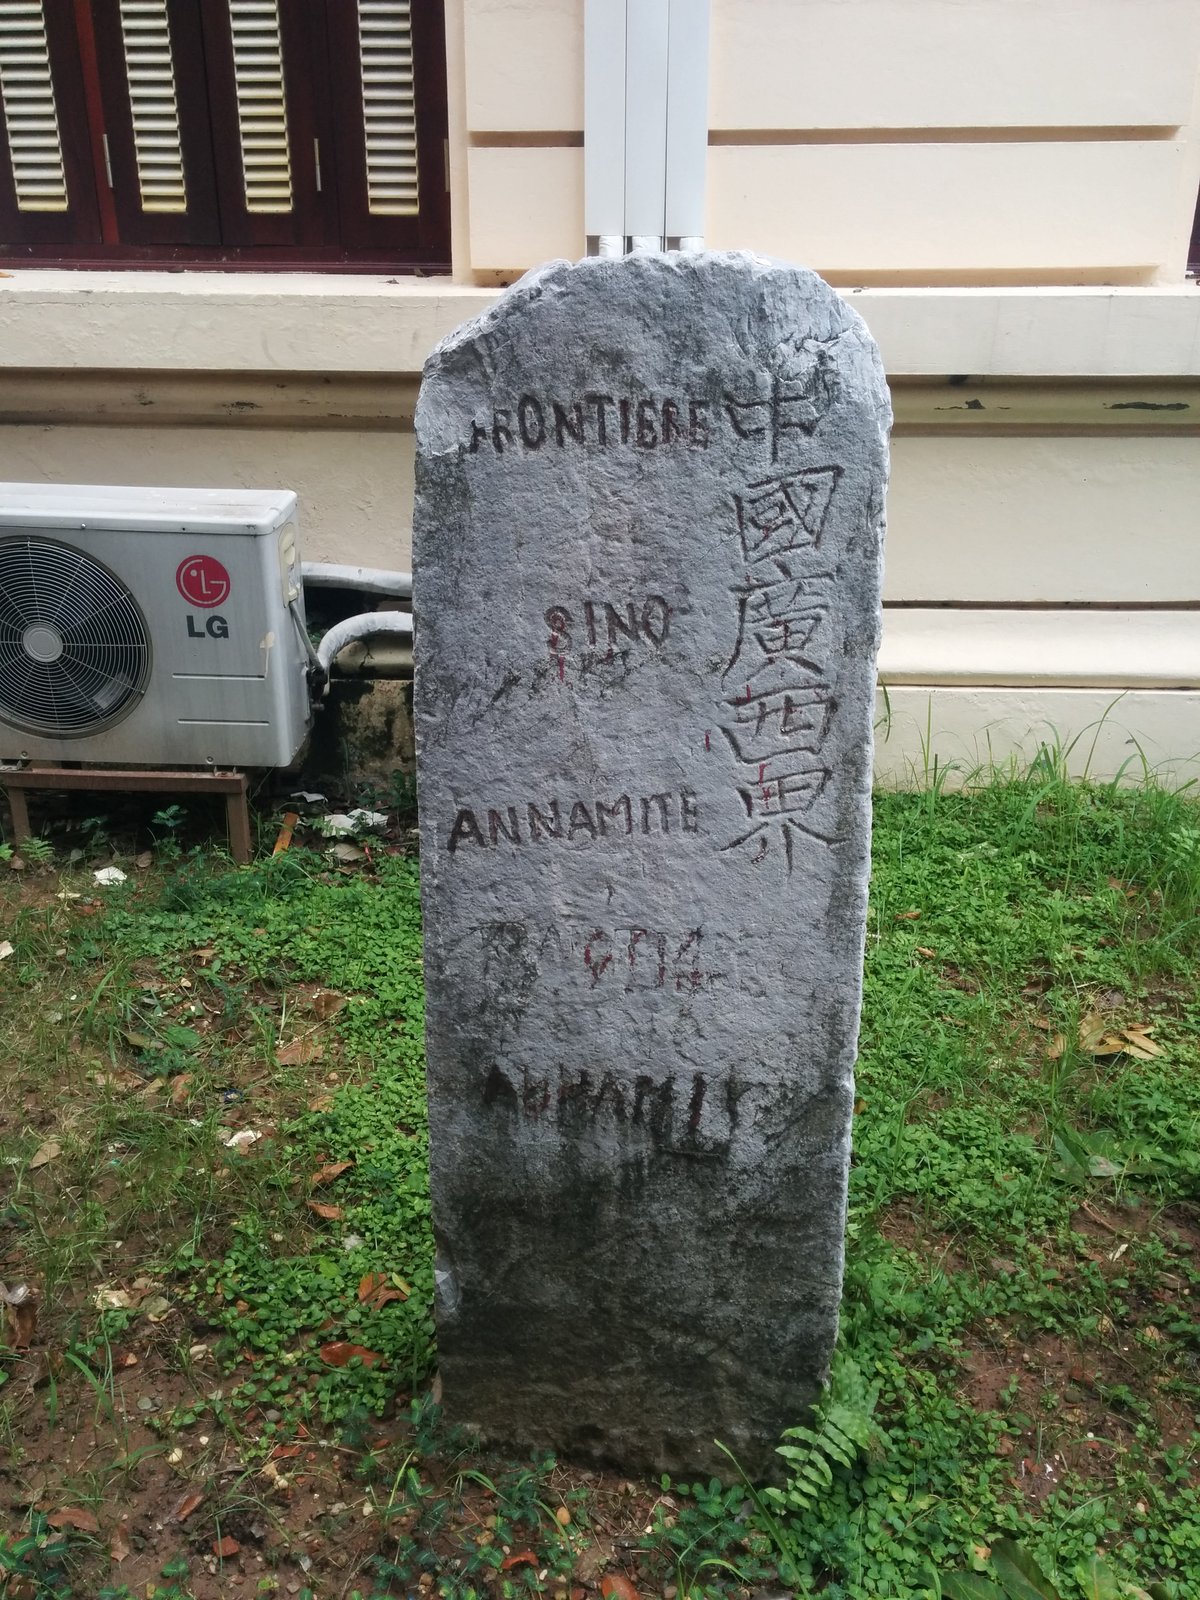 FRONTIERE
SINO
ANNAMITE
中國廣西界
LG